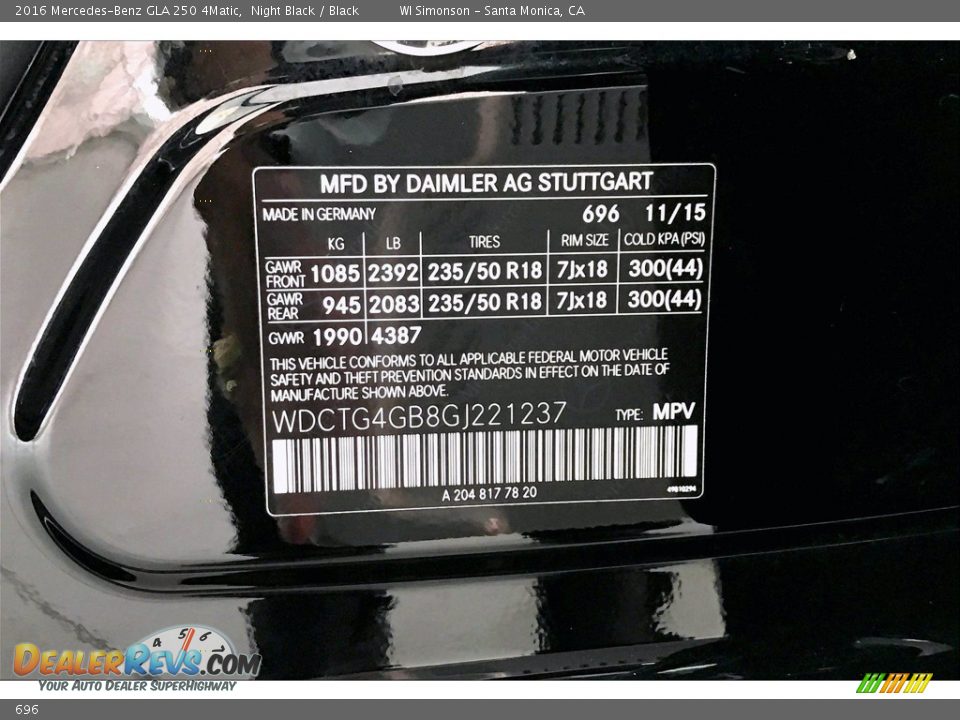 2016 Mercedes-Benz GLA 250 4Matic,  Night Black / Black    WI Simonson - Santa Monica, CA
MFD BY DAIMLER AG STUTTGART
MADE IN GERMANY 696 11/15
KG LB TIRES RIM SIZE COLD KPA (PSI)
GAWR FRONT 1085 2392 235/50 R18 7Jx18 300(44)
GAWR REAR 945 2083 235/50 R18 7Jx18 300(44)
GVWR 1990 4387
THIS VEHICLE CONFORMS TO ALL APPLICABLE FEDERAL MOTOR VEHICLE
SAFETY AND THEFT PREVENTION STANDARDS IN EFFECT ON THE DATE OF
MANUFACTURE SHOWN ABOVE.
WDCTG4GB8GJ221237 TYPE: MPV
A 204 817 78 20
4 5 6
DEALERREVS.COM
YOUR AUTO DEALER SUPERHIGHWAY
696